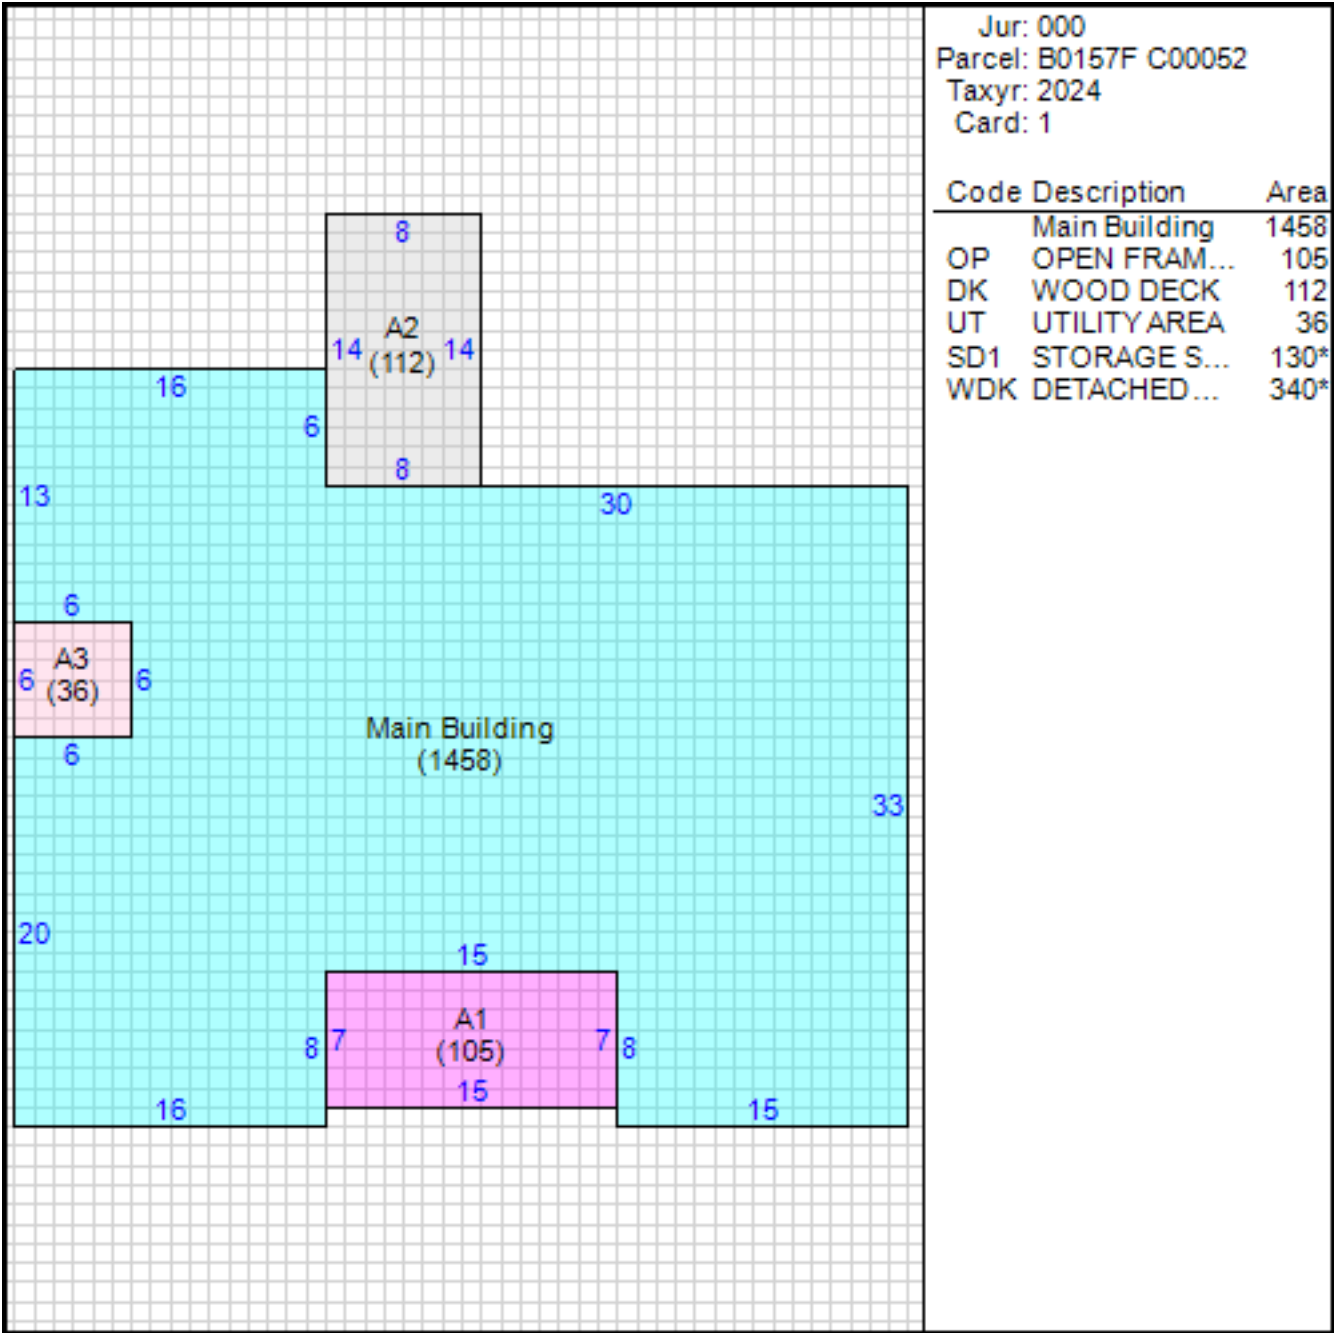 Jur: 000
Parcel: B0157F C00052
Taxyr: 2024
Card: 1
Code Description Area
Main Building 1458
OP OPEN FRAM... 105
DK WOOD DECK 112
UT UTILITY AREA 36
SD1 STORAGE S... 130*
WDK DETACHED... 340*
8
A2
14 (112) 14
16
6
8
13
30
6
A3
6 (36) 6
6
Main Building
(1458)
33
20
15
A1
8 7 (105) 7 8
15
16
15